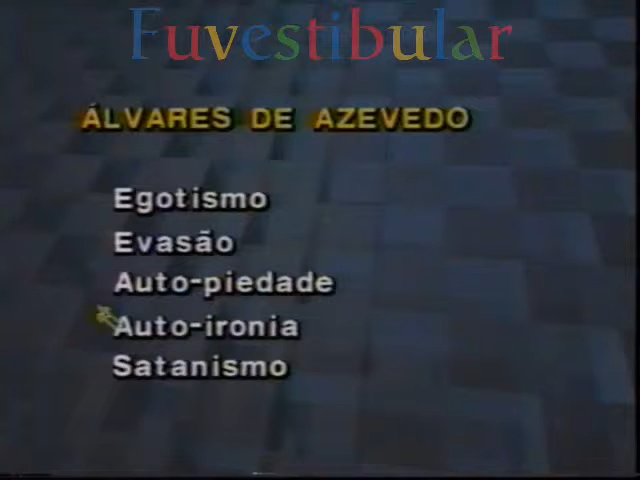 Fuvestibular
ÁLVARES DE AZEVEDO
Egotismo
Evasão
Auto-piedade
Auto-ironia
Satanismo